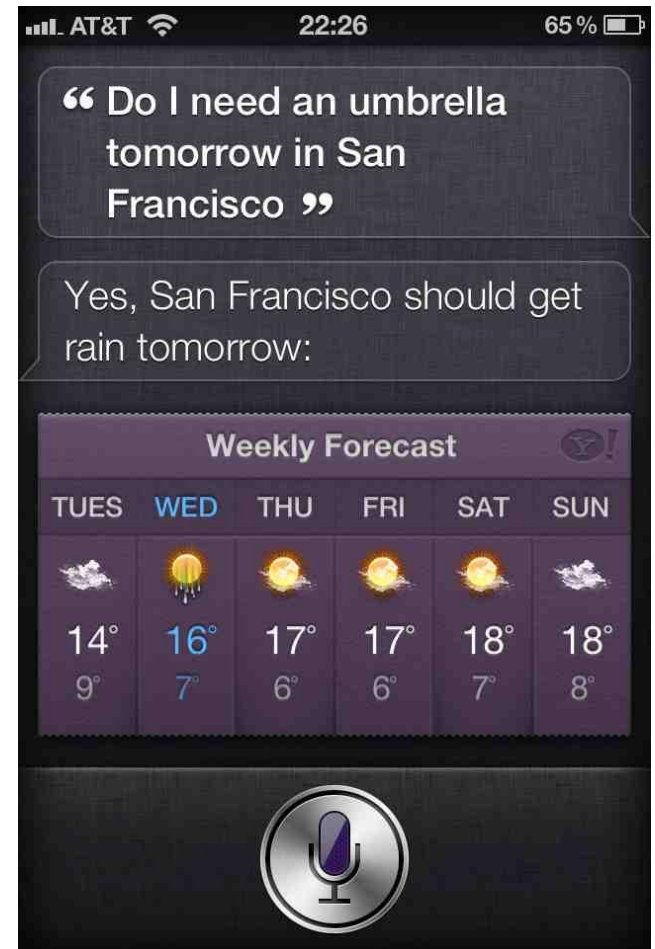 AT&T 22:26 65%
“ Do I need an umbrella
tomorrow in San
Francisco ”
Yes, San Francisco should get
rain tomorrow:
Weekly Forecast Y!
TUES WED THU FRI SAT SUN
14° 16° 17° 17° 18° 18°
9° 7° 6° 6° 7° 8°